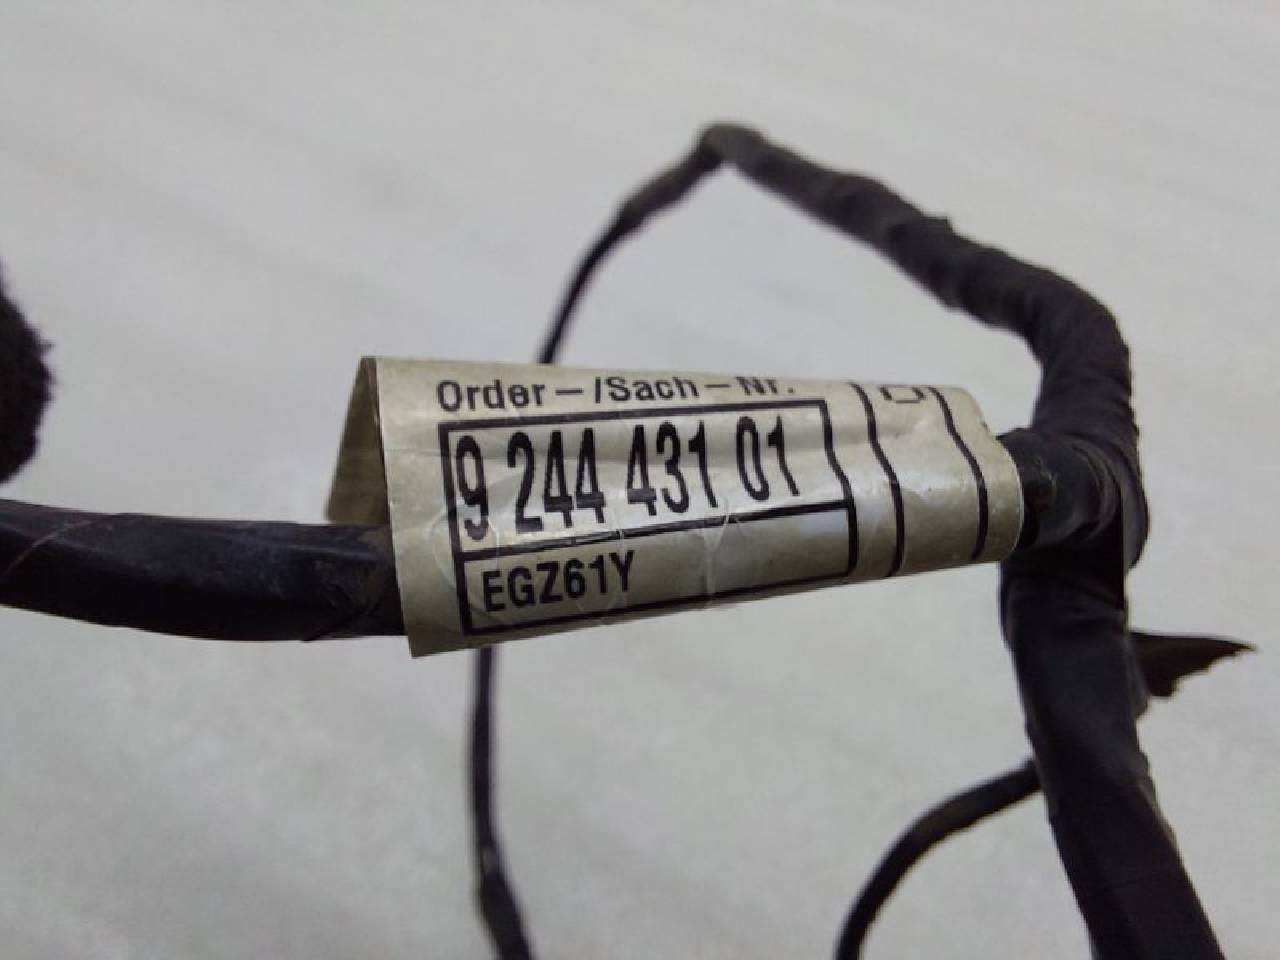 Order-/Sach-Nr.
9 244 431 01
EGZ61Y